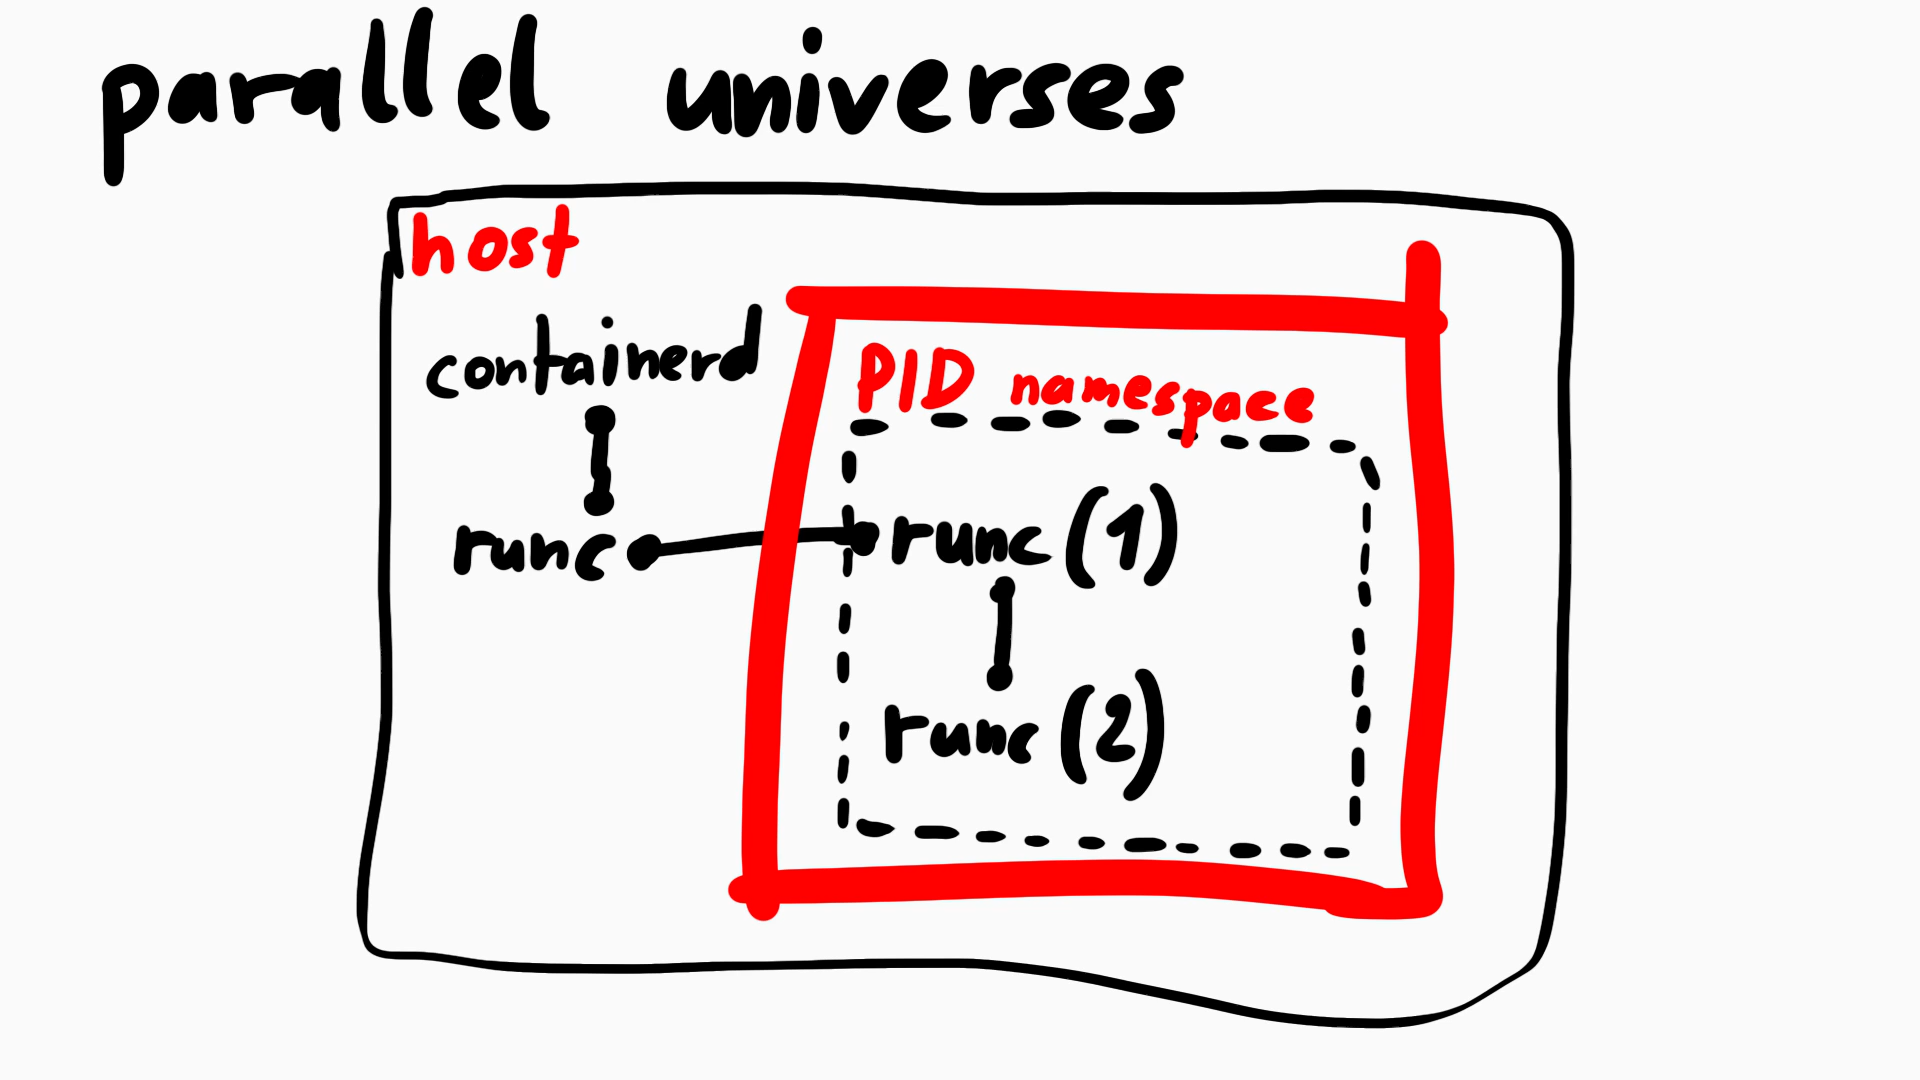 parallel universes
host
containerd
PID namespace
runc
runc (1)
runc (2)